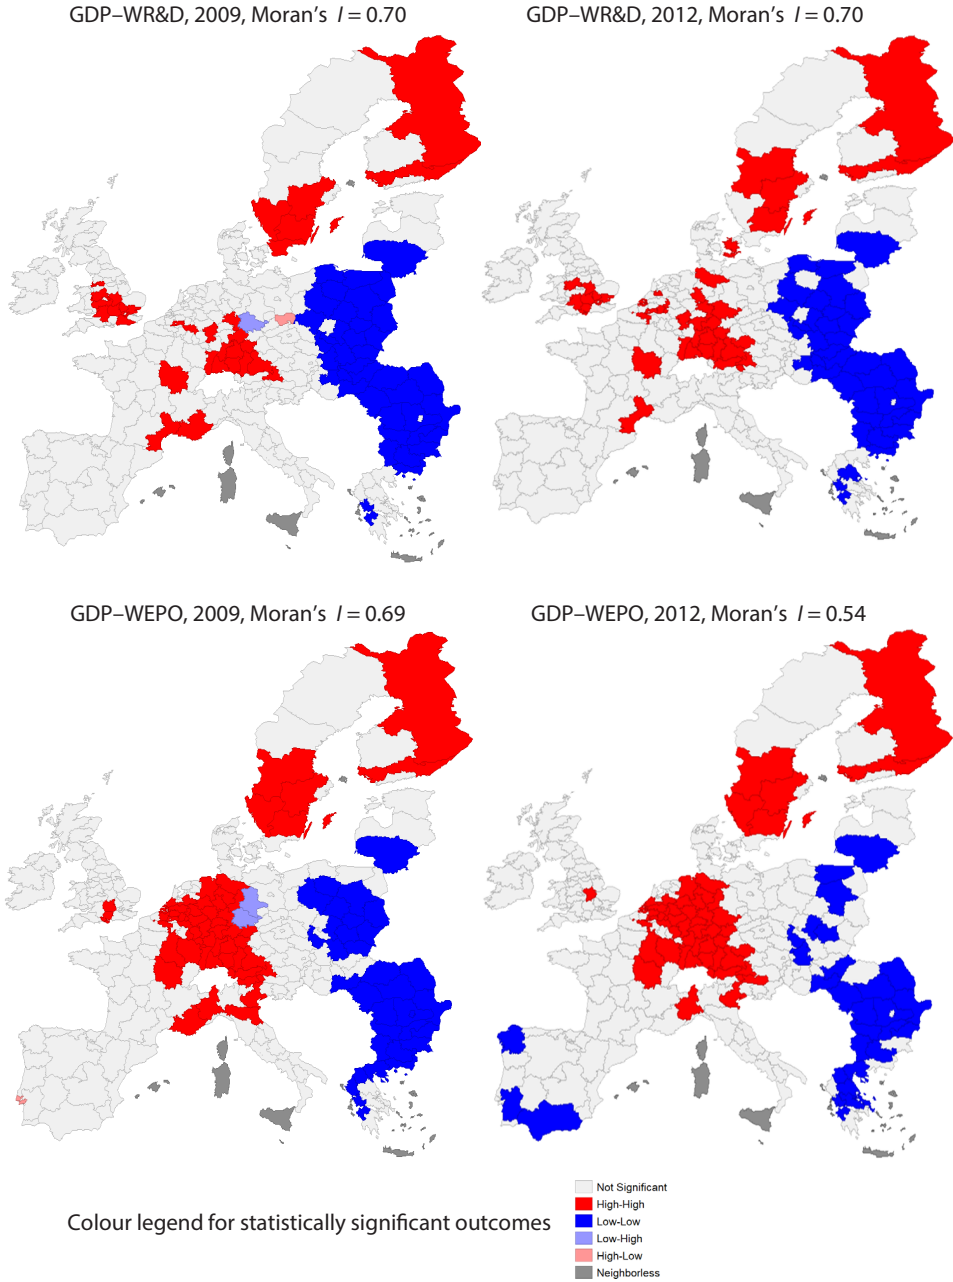 GDP–WR&D, 2009, Moran's I = 0.70
GDP–WR&D, 2012, Moran's I = 0.70
GDP–WEPO, 2009, Moran's I = 0.69
GDP–WEPO, 2012, Moran's I = 0.54
Colour legend for statistically significant outcomes
Not Significant
High-High
Low-Low
Low-High
High-Low
Neighborless